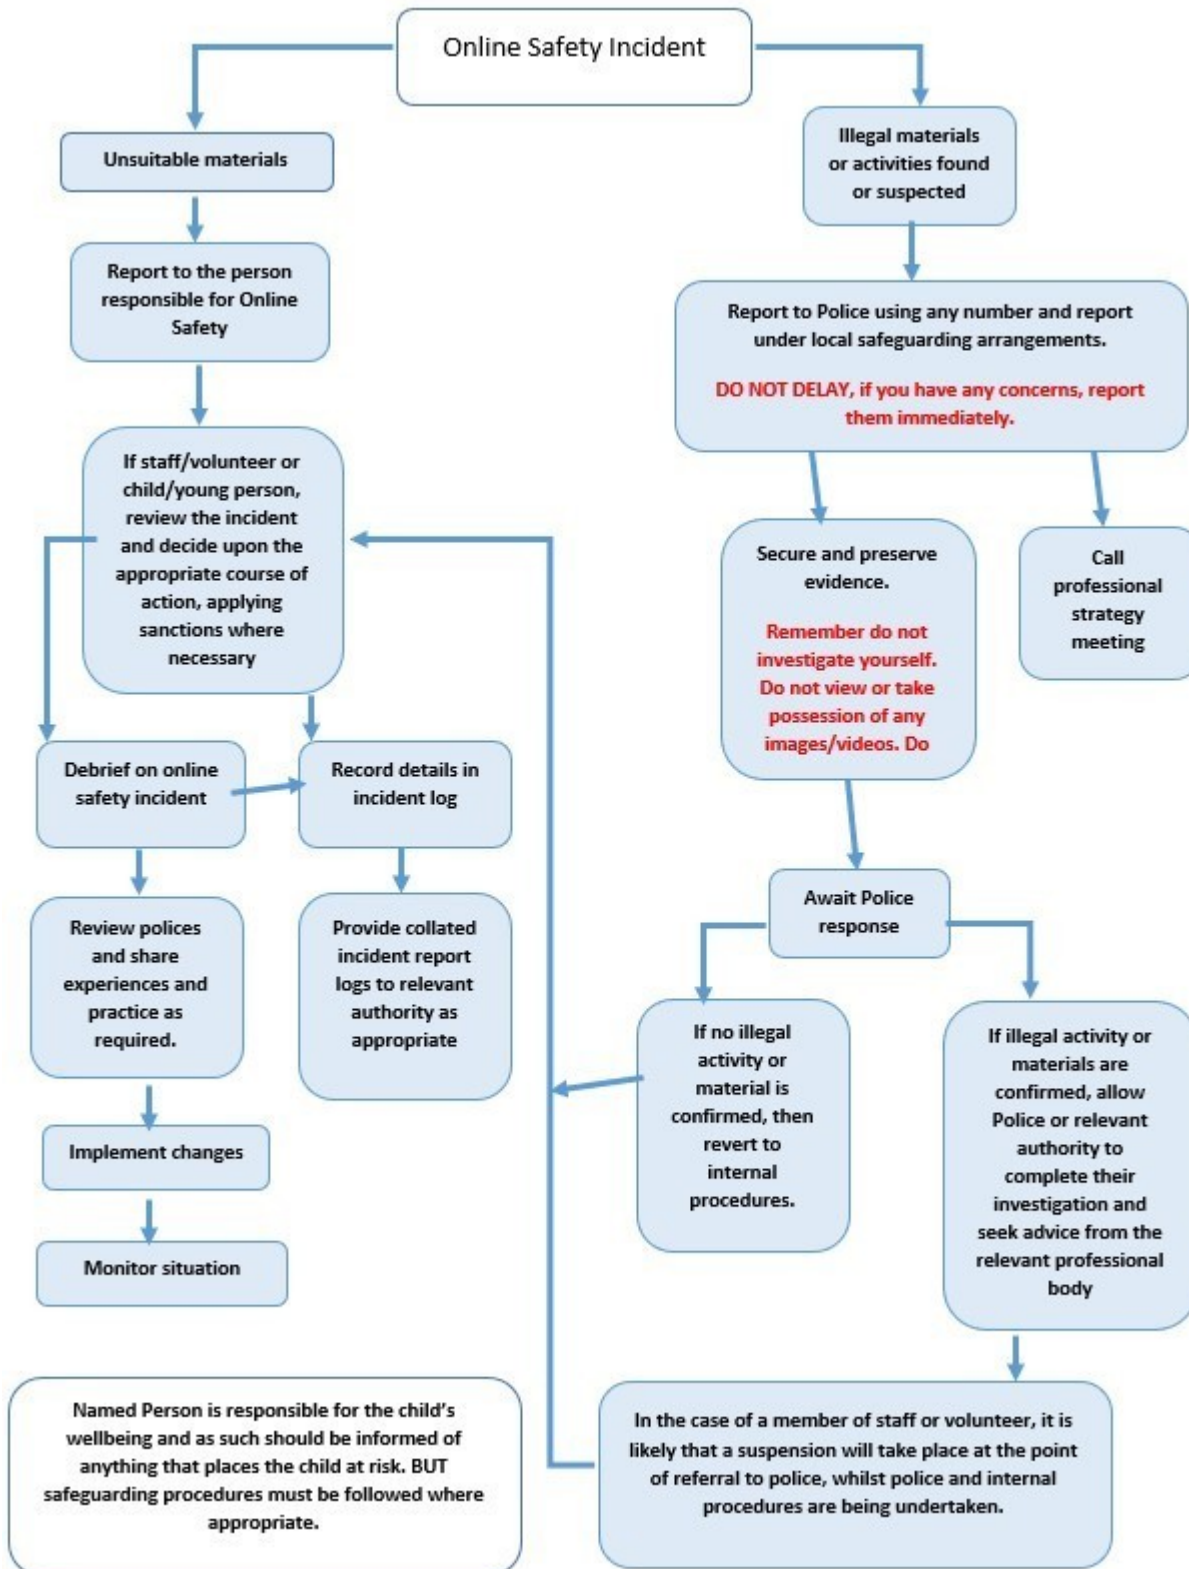 Online Safety Incident
Unsuitable materials
Report to the person
responsible for Online
Safety
If staff/volunteer or
child/young person,
review the incident
and decide upon the
appropriate course of
action, applying
sanctions where
necessary
Debrief on online
safety incident
Record details in
incident log
Review polices
and share
experiences and
practice as
required.
Provide collated
incident report
logs to relevant
authority as
appropriate
Implement changes
Monitor situation
Illegal materials
or activities found
or suspected
Report to Police using any number and report
under local safeguarding arrangements.
DO NOT DELAY, if you have any concerns, report
them immediately.
Secure and preserve
evidence.
Remember do not
investigate yourself.
Do not view or take
possession of any
images/videos. Do
Call
professional
strategy
meeting
Await Police
response
If no illegal
activity or
material is
confirmed, then
revert to
internal
procedures.
If illegal activity or
materials are
confirmed, allow
Police or relevant
authority to
complete their
investigation and
seek advice from the
relevant professional
body
In the case of a member of staff or volunteer, it is
likely that a suspension will take place at the point
of referral to police, whilst police and internal
procedures are being undertaken.
Named Person is responsible for the child's
wellbeing and as such should be informed of
anything that places the child at risk. BUT
safeguarding procedures must be followed where
appropriate.